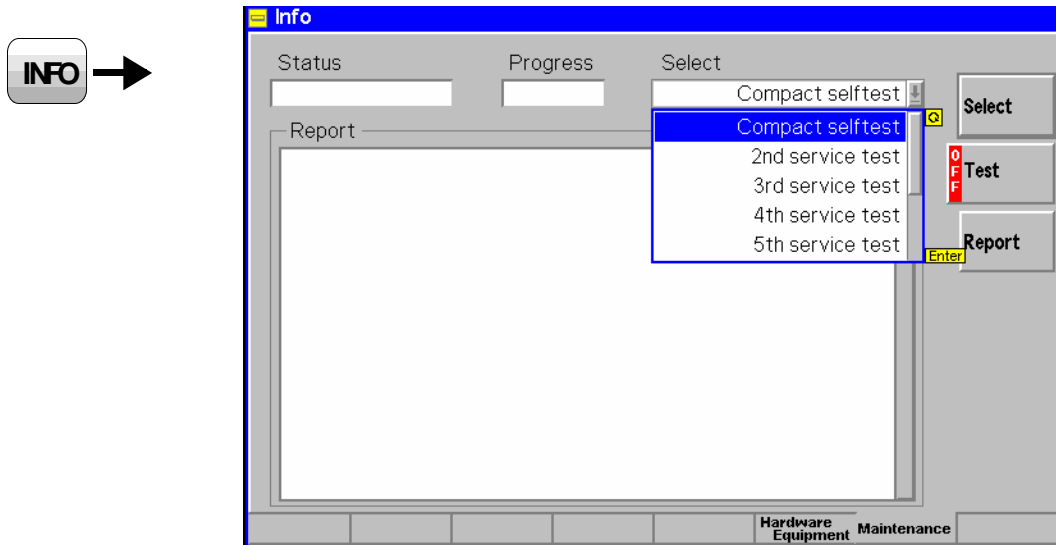 INFO
Info
Status Progress Select
Compact selftest
Select
Report
Compact selftest
2nd service test
OFF
Test
3rd service test
4th service test
5th service test
Enter
Report
Hardware
Equipment
Maintenance